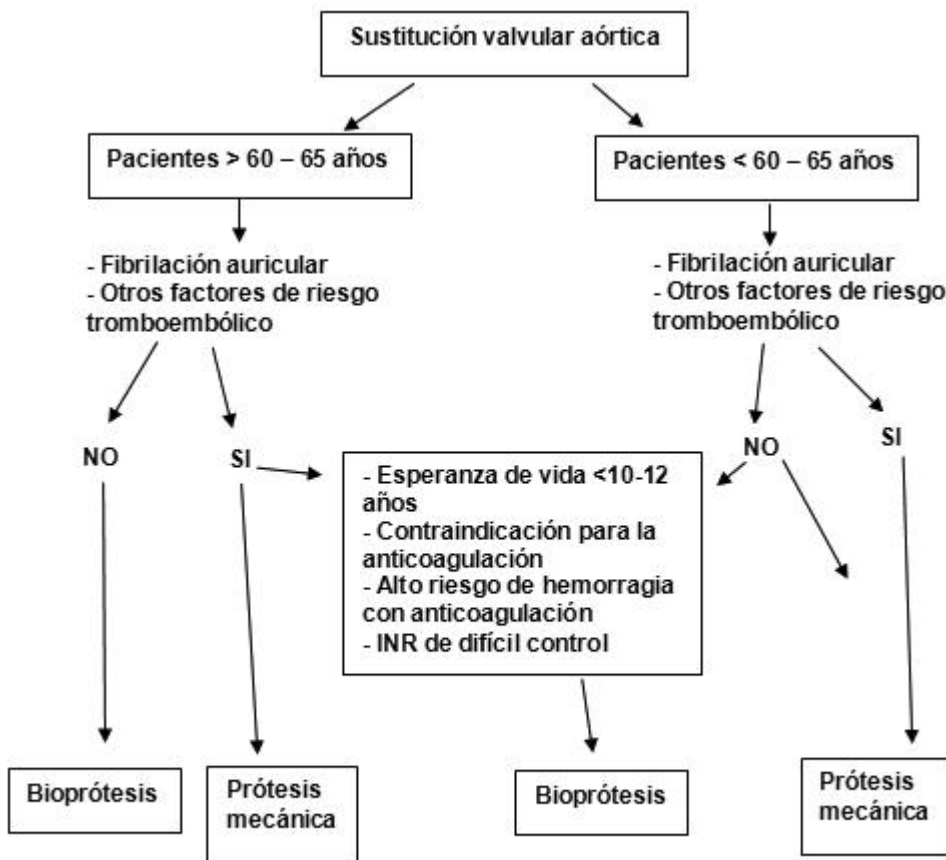 Sustitución valvular aórtica
Pacientes > 60 – 65 años
Pacientes < 60 – 65 años
- Fibrilación auricular
- Otros factores de riesgo
tromboembólico
- Fibrilación auricular
- Otros factores de riesgo
tromboembólico
NO
SI
NO
SI
- Esperanza de vida <10-12
años
- Contraindicación para la
anticoagulación
- Alto riesgo de hemorragia
con anticoagulación
- INR de difícil control
Bioprótesis
Prótesis
mecánica
Bioprótesis
Prótesis
mecánica